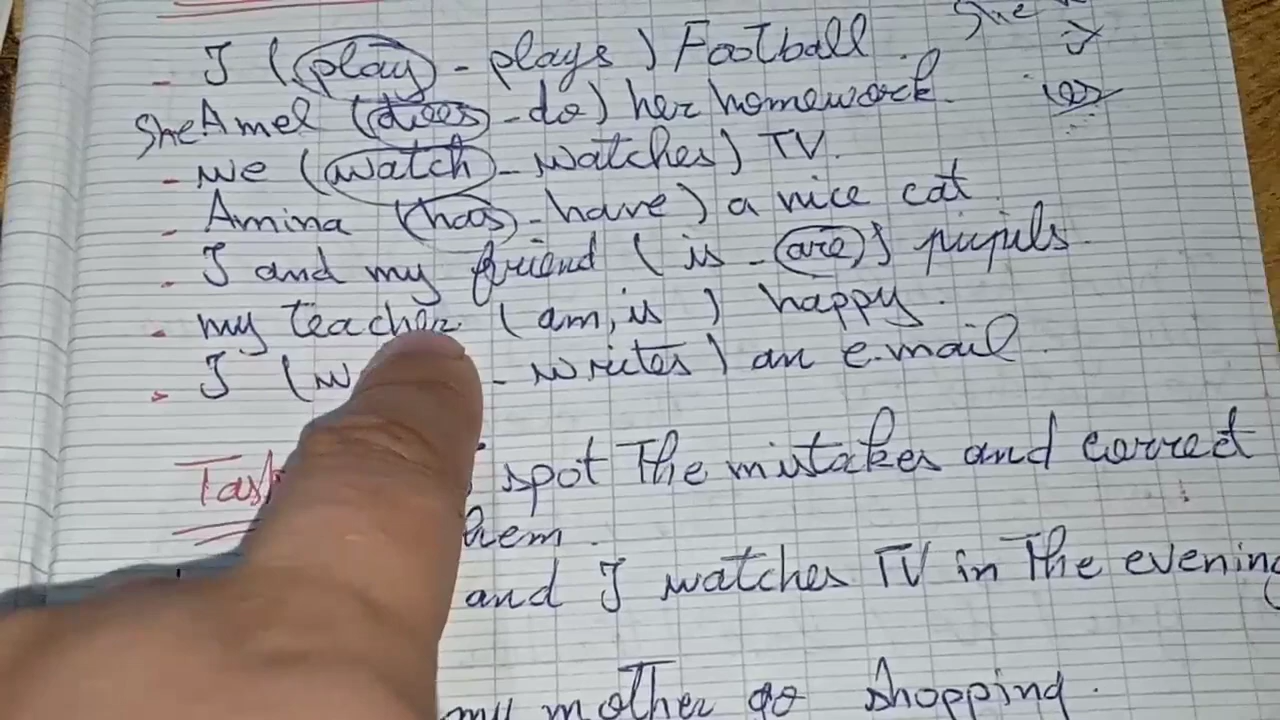 She
- I (play - plays) Football.
She Amel (does - do) her homework.
- we (watch - watches) TV.
- Amina (has - have) a nice cat.
- I and my friend (is - are) pupils.
- my teacher (am, is ) happy.
- I (w - writes) an e.mail.
Task spot The mistakes and correct
hem.
and I watches TV in The evening
my mother go shopping.